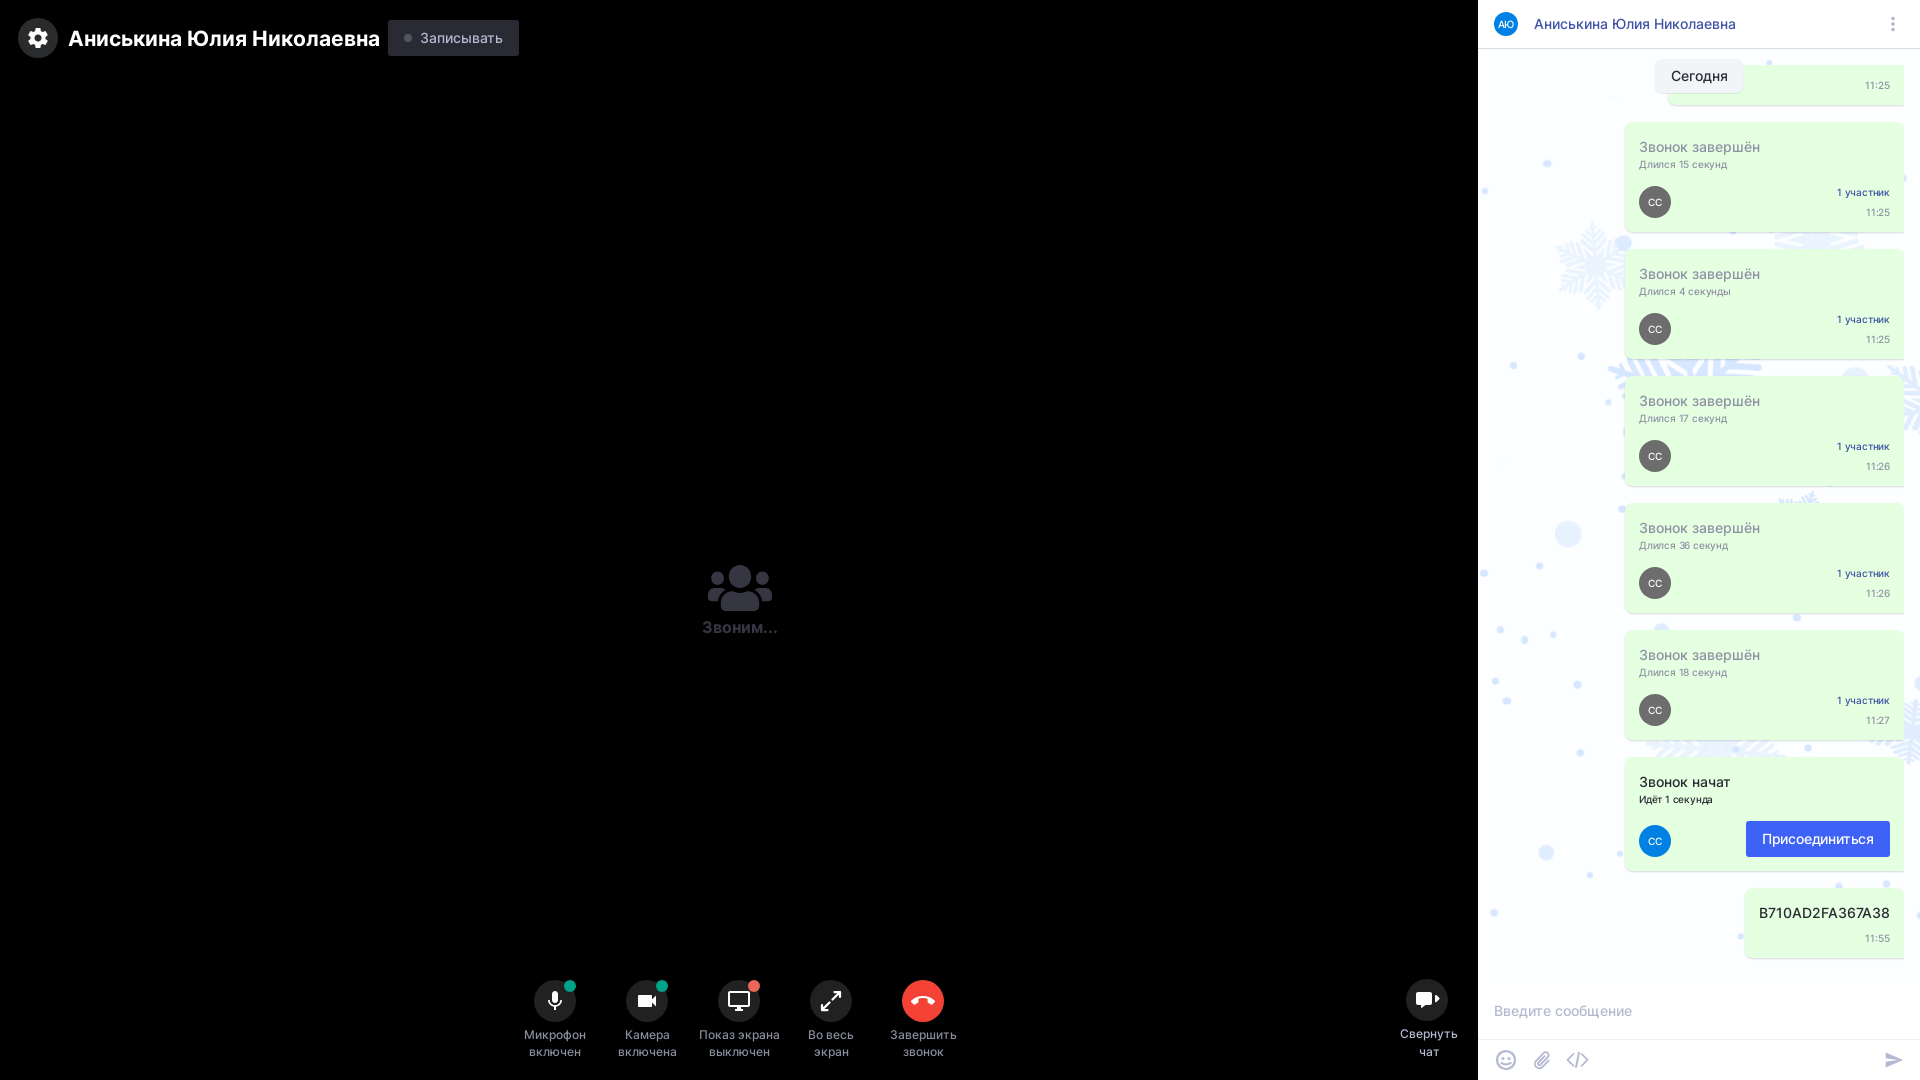 Аниськина Юлия Николаевна
Записывать
Звоним...
Микрофон
включен
Камера
включена
Показ экрана
выключен
Во весь
экран
Завершить
звонок
Свернуть
чат
АЮ
Аниськина Юлия Николаевна
Сегодня
11:25
Звонок завершён
Длился 15 секунд
СС
1 участник
11:25
Звонок завершён
Длился 4 секунды
СС
1 участник
11:25
Звонок завершён
Длился 17 секунд
СС
1 участник
11:26
Звонок завершён
Длился 36 секунд
СС
1 участник
11:26
Звонок завершён
Длился 18 секунд
СС
1 участник
11:27
Звонок начат
Идёт 1 секунда
СС
Присоединиться
B710AD2FA367A38
11:55
Введите сообщение